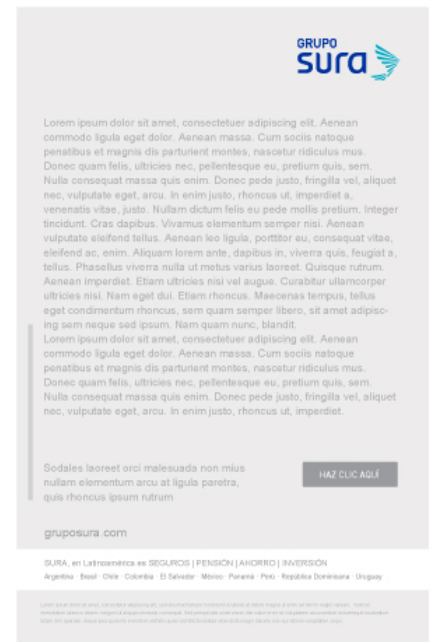 GRUPO
sura
Lorem ipsum dolor sit amet, consectetuer adipiscing elit. Aenean
commodo ligula eget dolor. Aenean massa. Cum sociis natoque
penatibus et magnis dis parturient montes, nascetur ridiculus mus.
Donec quam felis, ultricies nec, pellentesque eu, pretium quis, sem.
Nulla consequat massa quis enim. Donec pede justo, fringilla vel, aliquet
nec, vulputate eget, arcu. In enim justo, rhoncus ut, imperdiet a,
venenatis vitae, justo. Nullam dictum felis eu pede mollis pretium. Integer
tincidunt. Cras dapibus. Vivamus elementum semper nisi. Aenean
vulputate eleifend tellus. Aenean leo ligula, porttitor eu, consequat vitae,
eleifend ac, enim. Aliquam lorem ante, dapibus in, viverra quis, feugiat a,
tellus. Phasellus viverra nulla ut metus varius laoreet. Quisque rutrum.
Aenean imperdiet. Etiam ultricies nisi vel augue. Curabitur ullamcorper
ultricies nisi. Nam eget dui. Etiam rhoncus. Maecenas tempus, tellus
eget condimentum rhoncus, sem quam semper libero, sit amet adipisc-
ing sem neque sed ipsum. Nam quam nunc, blandit.
Lorem ipsum dolor sit amet, consectetuer adipiscing elit. Aenean
commodo ligula eget dolor. Aenean massa. Cum sociis natoque
penatibus et magnis dis parturient montes, nascetur ridiculus mus.
Donec quam felis, ultricies nec, pellentesque eu, pretium quis, sem.
Nulla consequat massa quis enim. Donec pede justo, fringilla vel, aliquet
nec, vulputate eget, arcu. In enim justo, rhoncus ut, imperdiet.
Sodales laoreet orci malesuada non mius
nullam elementum arcu at ligula paretra,
quis rhoncus ipsum rutrum
HAZ CLIC AQUÍ
gruposura.com
SURA, en Latinoamérica es SEGUROS | PENSIÓN | AHORRO | INVERSIÓN
Argentina · Brasil · Chile · Colombia · El Salvador · México · Panamá · Perú · República Dominicana · Uruguay